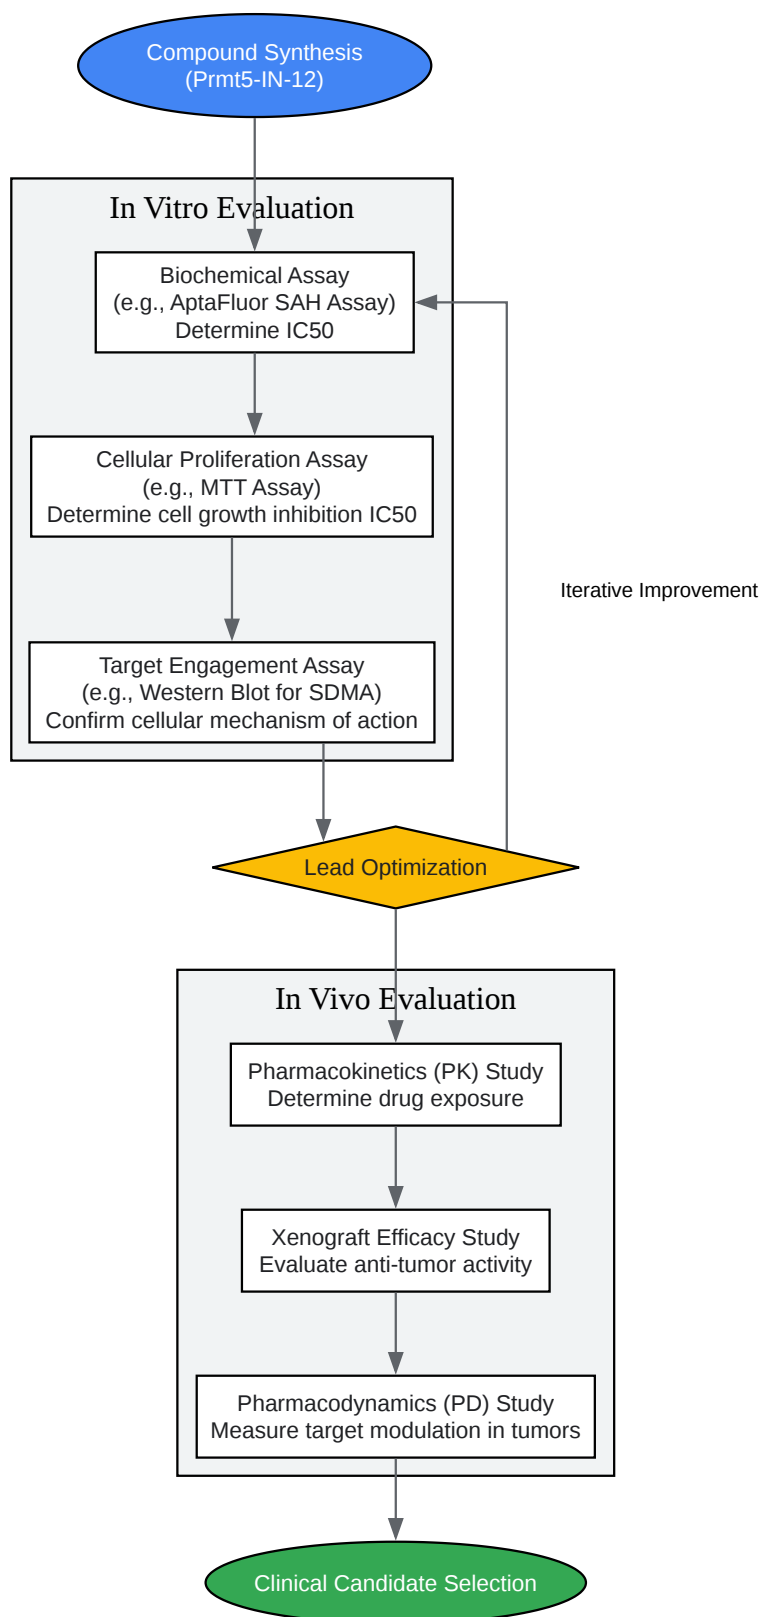 Compound Synthesis
(Prmt5-IN-12)
In Vitro Evaluation
Biochemical Assay
(e.g., AptaFluor SAH Assay)
Determine IC50
Cellular Proliferation Assay
(e.g., MTT Assay)
Determine cell growth inhibition IC50
Iterative Improvement
Target Engagement Assay
(e.g., Western Blot for SDMA)
Confirm cellular mechanism of action
Lead Optimization
In Vivo Evaluation
Pharmacokinetics (PK) Study
Determine drug exposure
Xenograft Efficacy Study
Evaluate anti-tumor activity
Pharmacodynamics (PD) Study
Measure target modulation in tumors
Clinical Candidate Selection